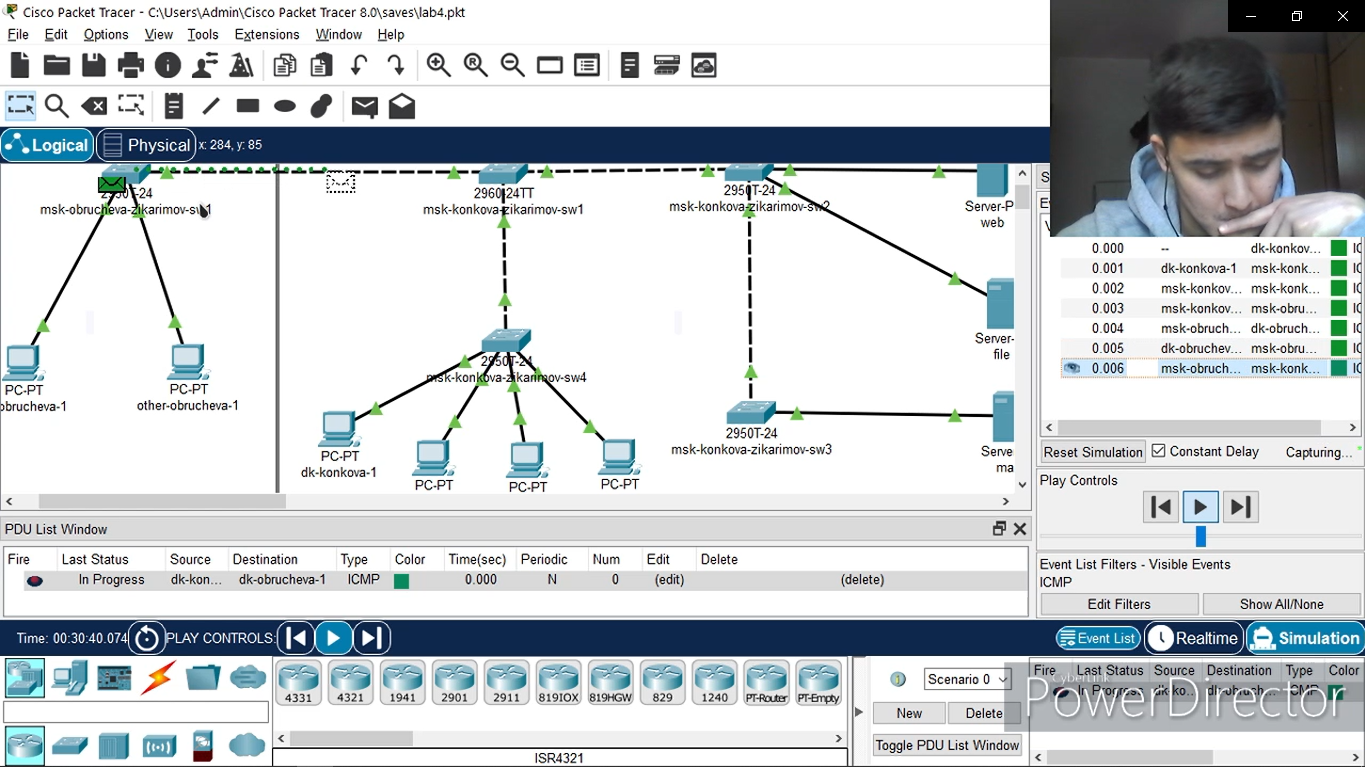 Cisco Packet Tracer - C:\Users\Admin\Cisco Packet Tracer 8.0\saves\lab4.pkt
File Edit Options View Tools Extensions Window Help
Logical Physical x: 284, y: 85
2960-24TT
msk-obrucheva-zikarimov-sw1
msk-konkova-zikarimov-sw1
2950T-24
msk-konkova-zikarimov-sw2
Server-P
web
Server-
file
2950T-24
msk-konkova-zikarimov-sw4
PC-PT
obrucheva-1
PC-PT
other-obrucheva-1
PC-PT
dk-konkova-1
PC-PT
PC-PT
PC-PT
2950T-24
msk-konkova-zikarimov-sw3
Serve
ma
0.000 -- dk-konkov... IC
0.001 dk-konkova-1 msk-konk... IC
0.002 msk-konkov... msk-konk... IC
0.003 msk-konkov... msk-obru... IC
0.004 msk-obruch... dk-obruch... IC
0.005 dk-obruchev... msk-obru... IC
0.006 msk-obruch... msk-konk... IC
Reset Simulation Constant Delay Capturing...
Play Controls
Event List Filters - Visible Events
ICMP
Edit Filters Show All/None
PDU List Window
Fire Last Status Source Destination Type Color Time(sec) Periodic Num Edit Delete
In Progress dk-kon... dk-obrucheva-1 ICMP 0.000 N 0 (edit) (delete)
Time: 00:30:40.074 PLAY CONTROLS:
Event List Realtime Simulation
4331 4321 1941 2901 2911 819IOX 819HGW 829 1240 PT-Router PT-Empty
ISR4321
Scenario 0
New Delete
Toggle PDU List Window
Fire Last Status Source Destination Type Color
In Progress dk-ko... dk-obruch... ICMP
CyberLink
PowerDirector